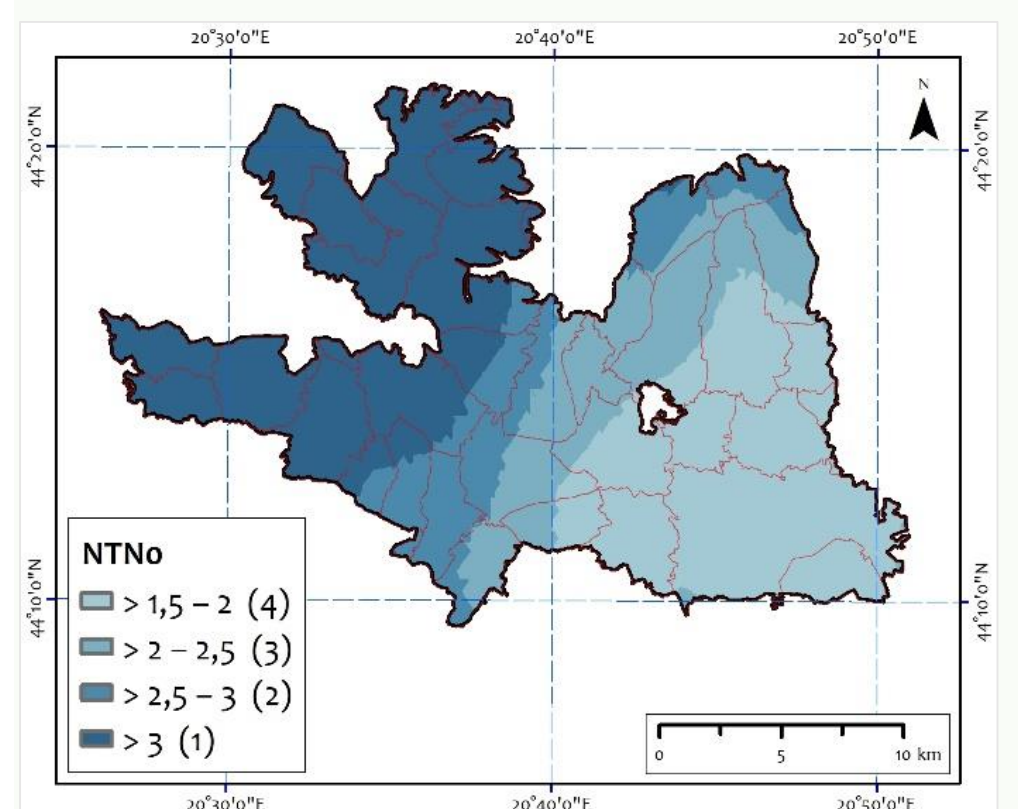 20°30'0"E 20°40'0"E 20°50'0"E
N
44°20'0"N 44°20'0"N
NTNo
> 1,5 – 2 (4)
> 2 – 2,5 (3)
> 2,5 – 3 (2)
> 3 (1)
44°10'0"N 44°10'0"N
0 5 10 km
20°30'0"E 20°40'0"E 20°50'0"E